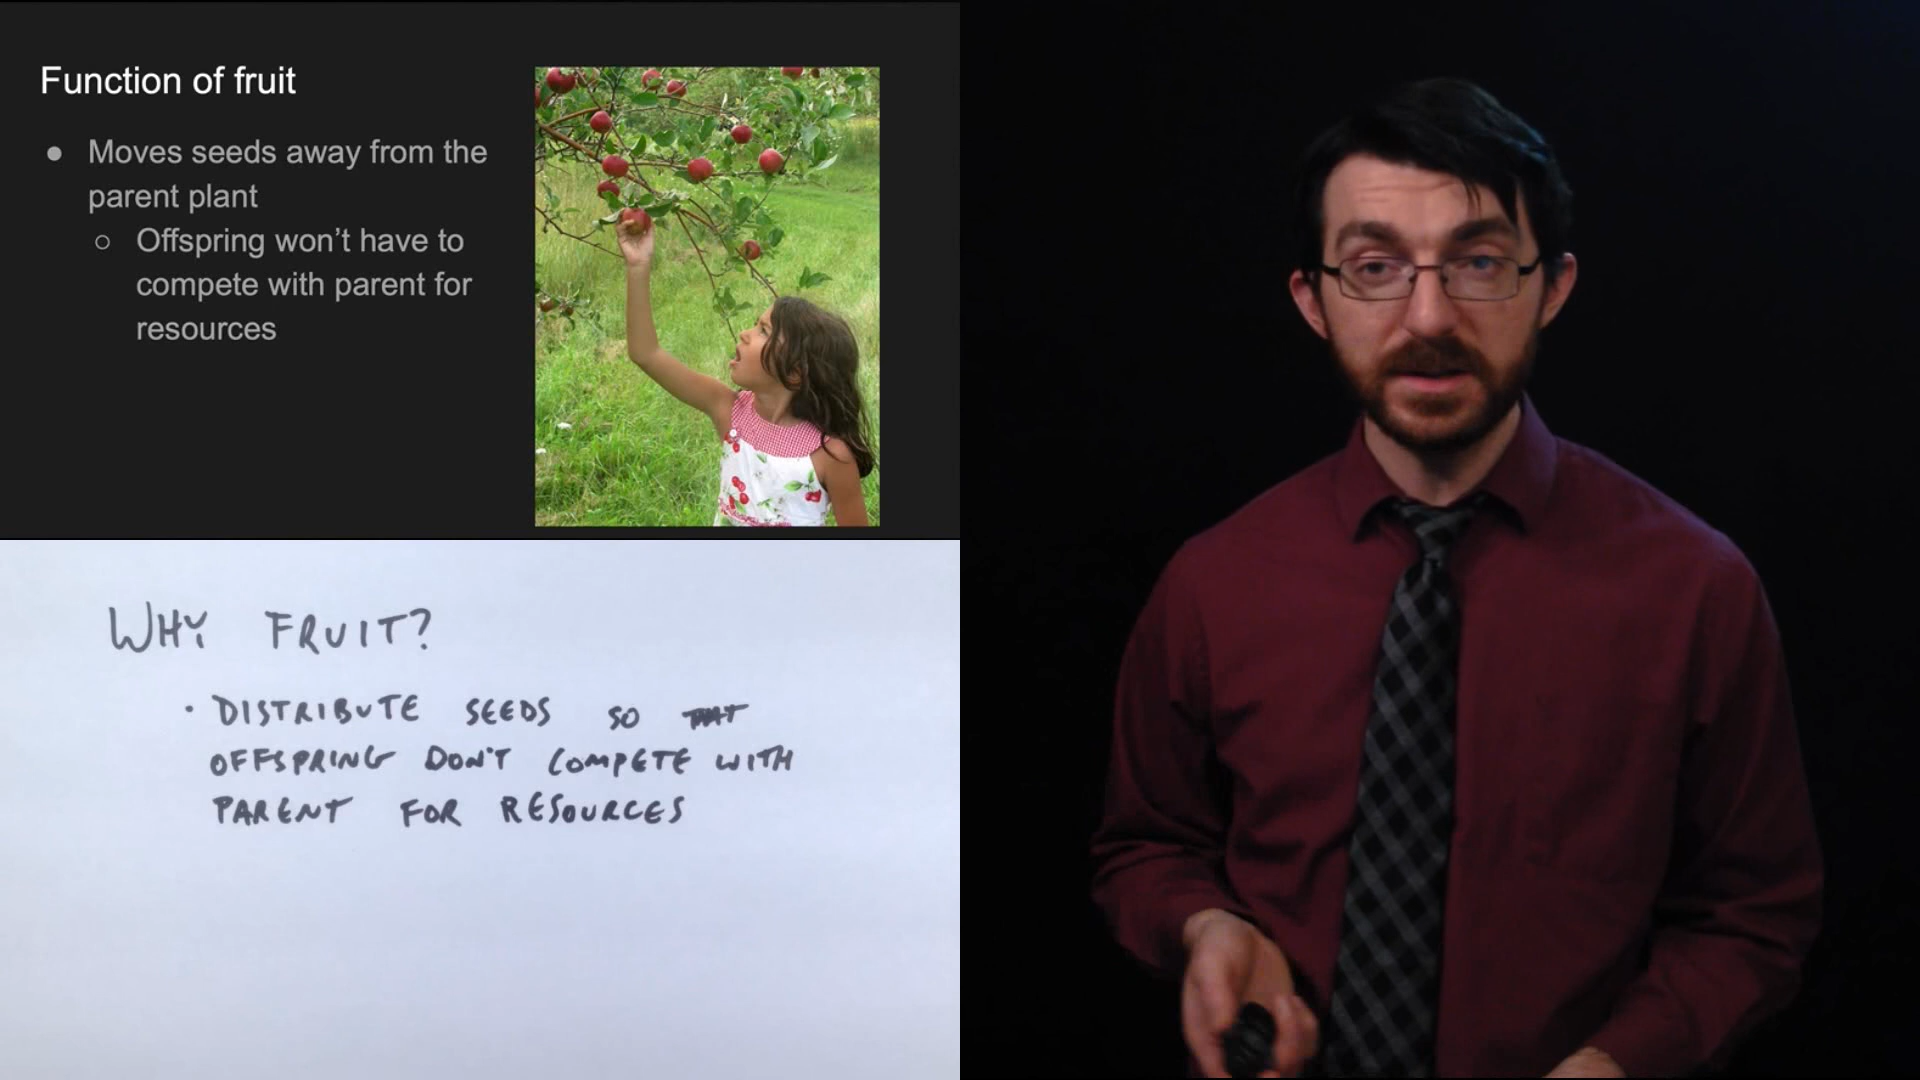 Function of fruit
● Moves seeds away from the
parent plant
○ Offspring won’t have to
compete with parent for
resources
WHY FRUIT?
· DISTRIBUTE SEEDS SO THAT
OFFSPRING DON'T COMPETE WITH
PARENT FOR RESOURCES